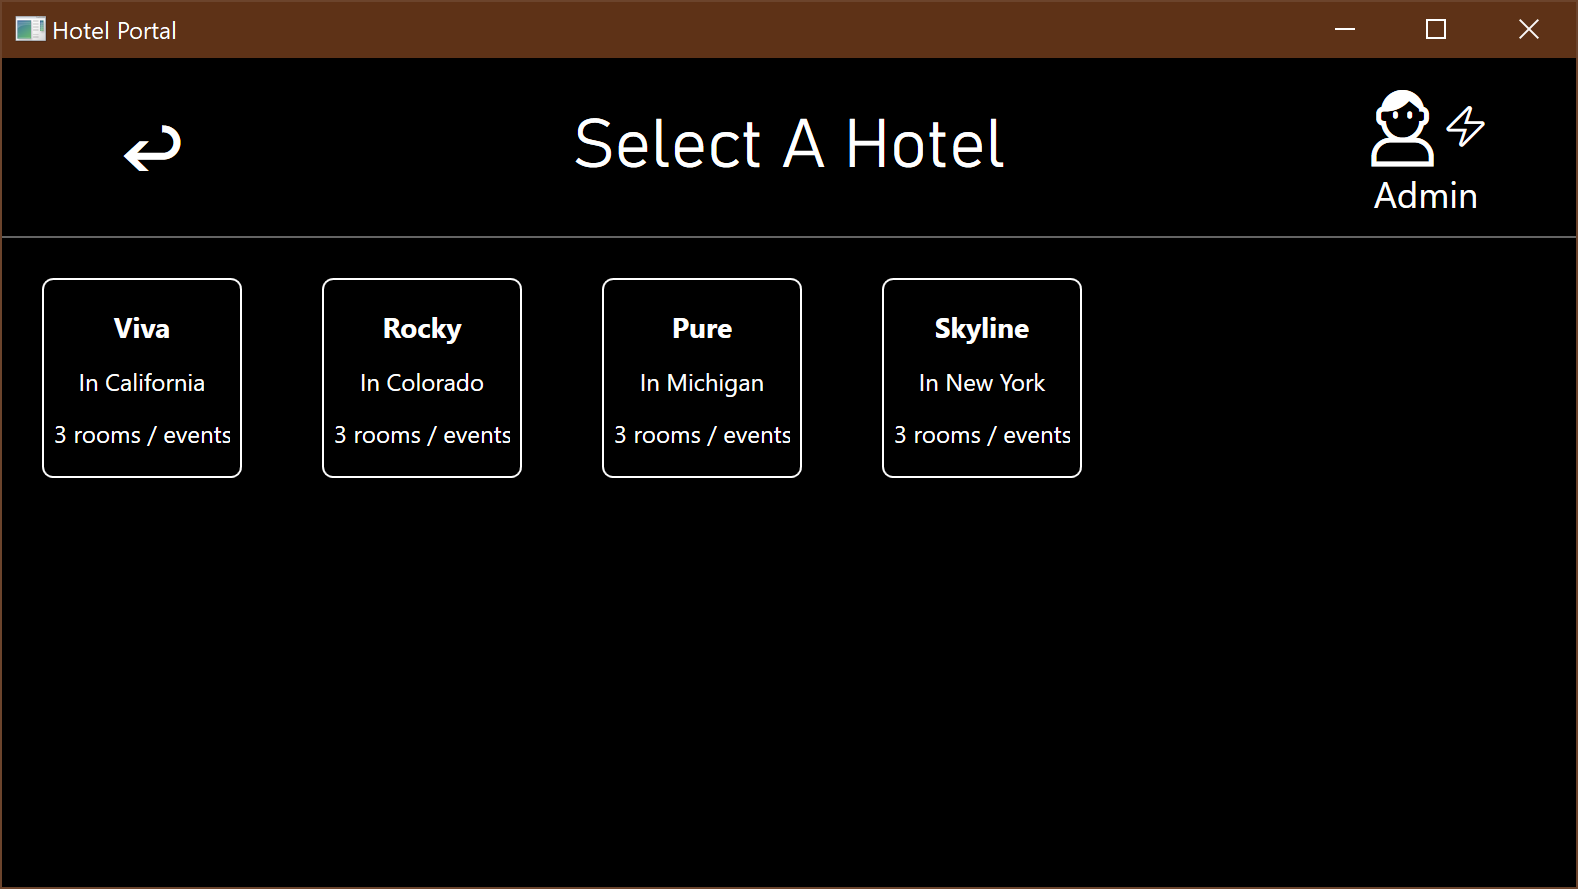 Hotel Portal
Select A Hotel
Admin
Viva
In California
3 rooms / events
Rocky
In Colorado
3 rooms / events
Pure
In Michigan
3 rooms / events
Skyline
In New York
3 rooms / events